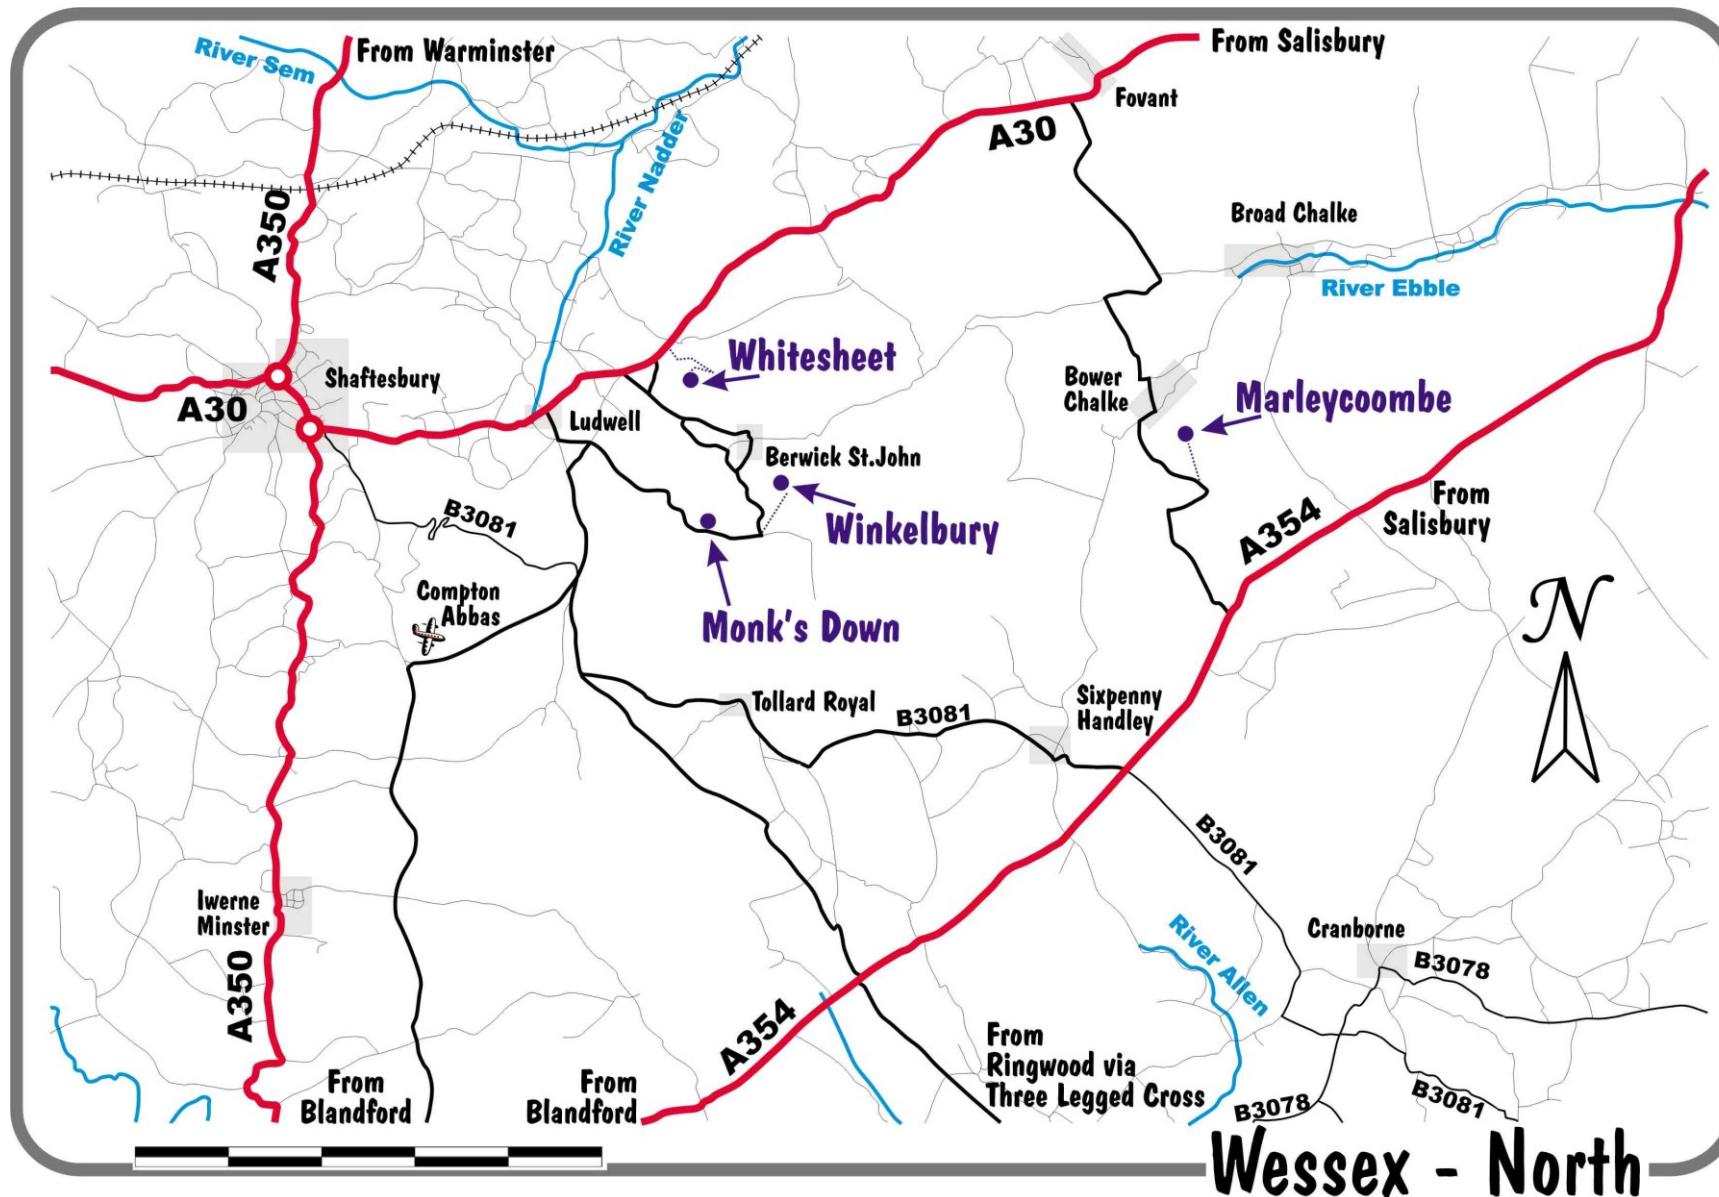 From Warminster
River Sem
From Salisbury
Fovant
A30
River Nadder
A350
Broad Chalke
River Ebble
Whitesheet
Shaftesbury
A30
Bower
Chalke
Marleycoombe
Ludwell
Berwick St.John
From
Salisbury
B3081
Winkelbury
A354
Compton
Abbas
Monk's Down
N
Tollard Royal
B3081
Sixpenny
Handley
B3081
Iwerne
Minster
Cranborne
River Allen
B3078
A350
A354
From
Ringwood via
Three Legged Cross
From
Blandford
From
Blandford
B3078
B3081
Wessex - North